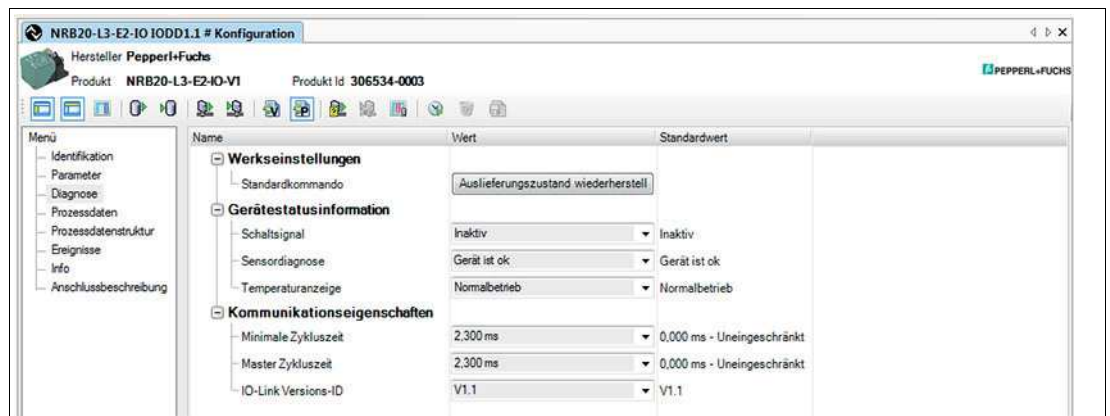 NRB20-L3-E2-IO IODD1.1 # Konfiguration
Hersteller Pepperl+Fuchs
Produkt NRB20-L3-E2-IO-V1 Produkt Id 306534-0003
PEPPERL+FUCHS
Menü
Identifikation
Parameter
Diagnose
Prozessdaten
Prozessdatenstruktur
Ereignisse
Info
Anschlussbeschreibung
Name Wert Standardwert
Werkseinstellungen
Standardkommando Auslieferungszustand wiederherstell
Gerätestatusinformation
Schaltsignal Inaktiv Inaktiv
Sensordiagnose Gerät ist ok Gerät ist ok
Temperaturanzeige Normalbetrieb Normalbetrieb
Kommunikationseigenschaften
Minimale Zykluszeit 2,300 ms 0,000 ms - Uneingeschränkt
Master Zykluszeit 2,300 ms 0,000 ms - Uneingeschränkt
IO-Link Versions-ID V1.1 V1.1